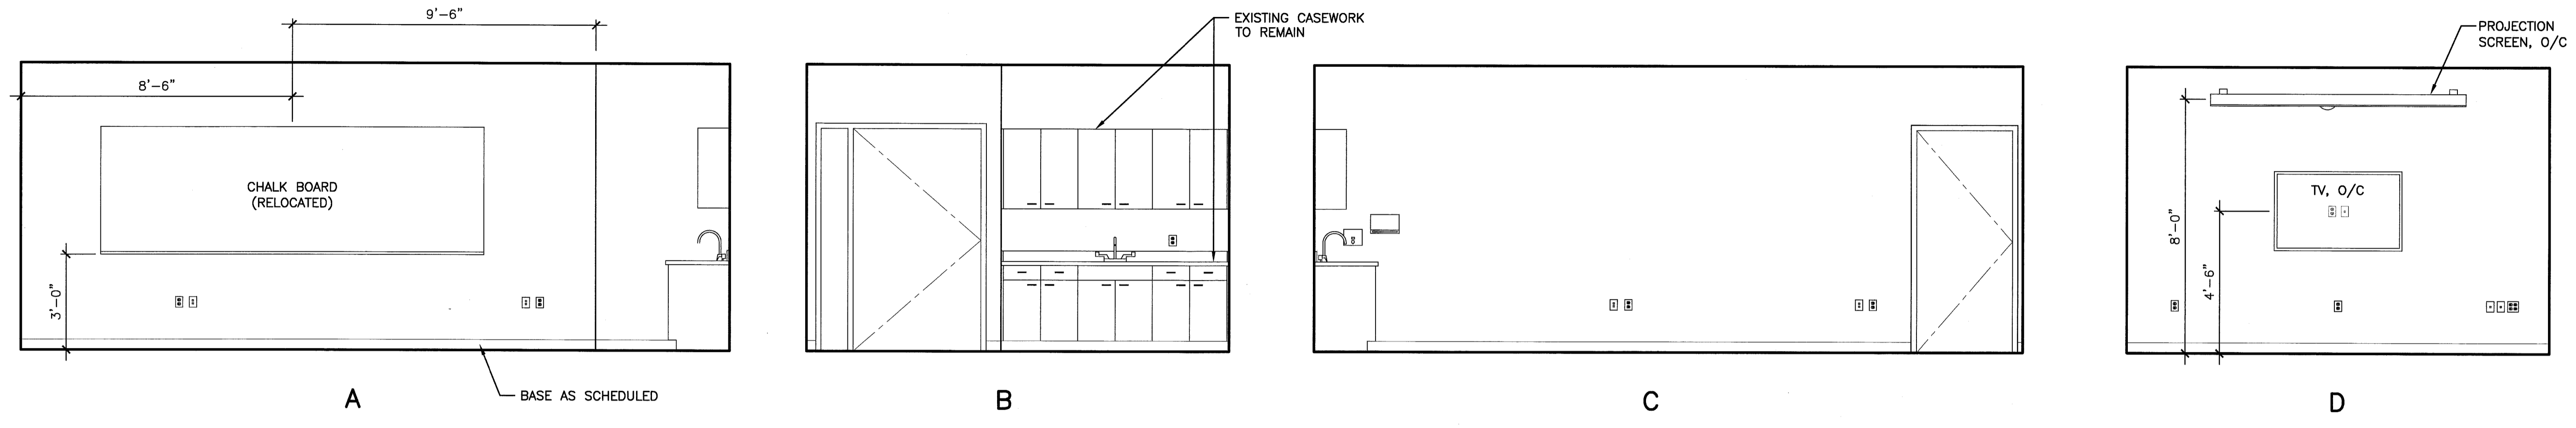 9'-6"
8'-6"
CHALK BOARD
(RELOCATED)
3'-0"
BASE AS SCHEDULED
A
EXISTING CASEWORK
TO REMAIN
B
C
PROJECTION
SCREEN, O/C
TV, O/C
8'-0"
4'-6"
D